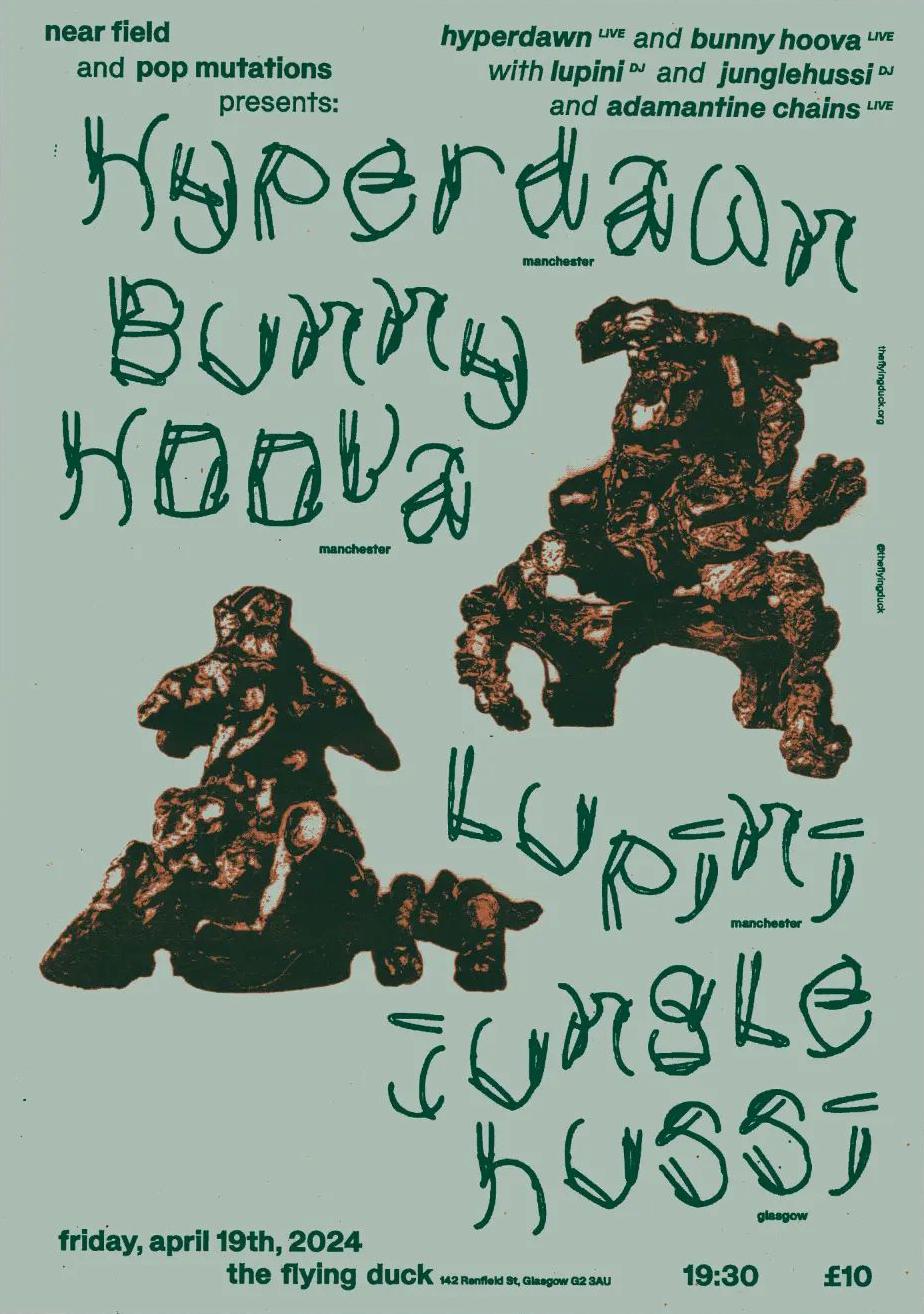 near field
and pop mutations
presents:
hyperdawn LIVE and bunny hoova LIVE
with lupini DJ and junglehussi DJ
and adamantine chains LIVE
Hyperdawn
manchester
Bunny
Hoova
manchester
theflyingduck.org
@theflyingduck
Lupini
manchester
Jungle
hussi
glasgow
friday, april 19th, 2024
the flying duck 142 Renfield St, Glasgow G2 3AU
19:30 £10